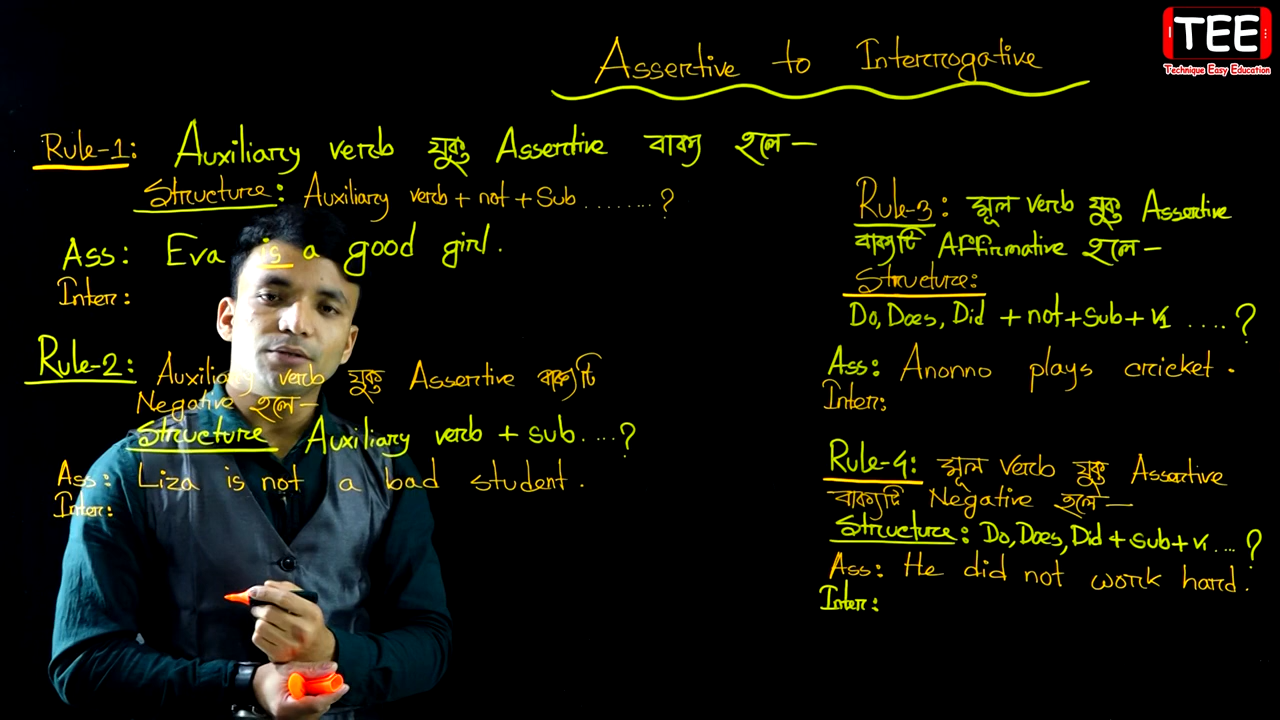 TEE
Technique Easy Education
Assertive to Interrogative
Rule-1: Auxiliary verb যুক্ত Assertive বাক্য হলে—
Structure: Auxiliary verb + not + Sub ........?
Ass: Eva is a good girl.
Inter:
Rule-2: Auxiliary verb যুক্ত Assertive বাক্যটি
Negative হলে—
Structure Auxiliary verb + sub....?
Ass: Liza is not a bad student.
Inter:
Rule-3: মূল verb যুক্ত Assertive
বাক্যটি Affirmative হলে—
Structure:
Do, Does, Did + not + Sub + V1 ....?
Ass: Anonno plays cricket.
Inter:
Rule-4: মূল verb যুক্ত Assertive
বাক্যটি Negative হলে—
Structure: Do, Does, Did + sub + v1 ....?
Ass: He did not work hard.
Inter: